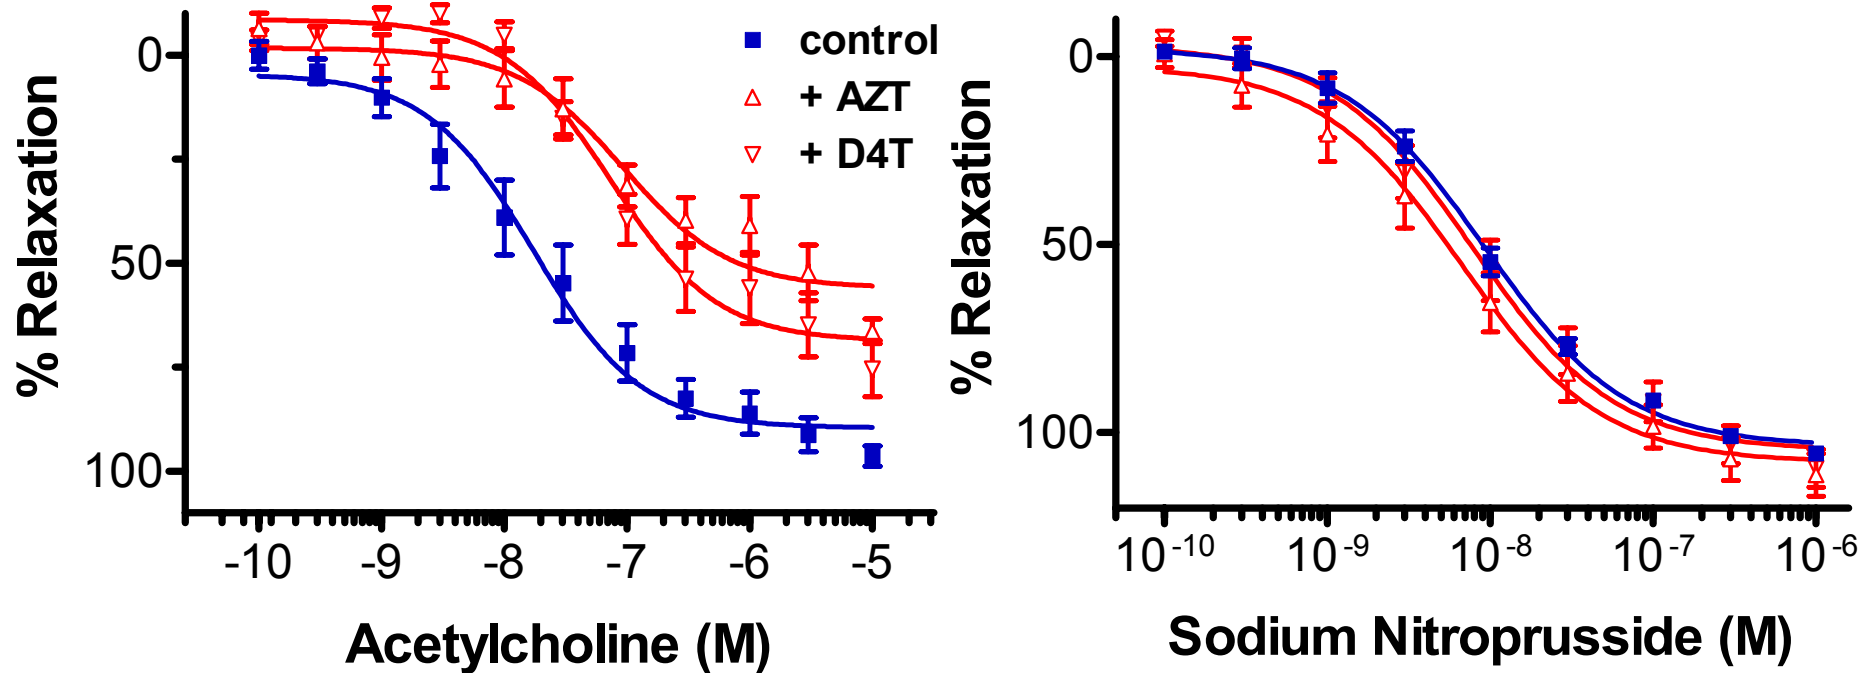 % Relaxation
0
50
100
control
+ AZT
+ D4T
-10 -9 -8 -7 -6 -5
Acetylcholine (M)
% Relaxation
0
50
100
10-10 10-9 10-8 10-7 10-6
Sodium Nitroprusside (M)